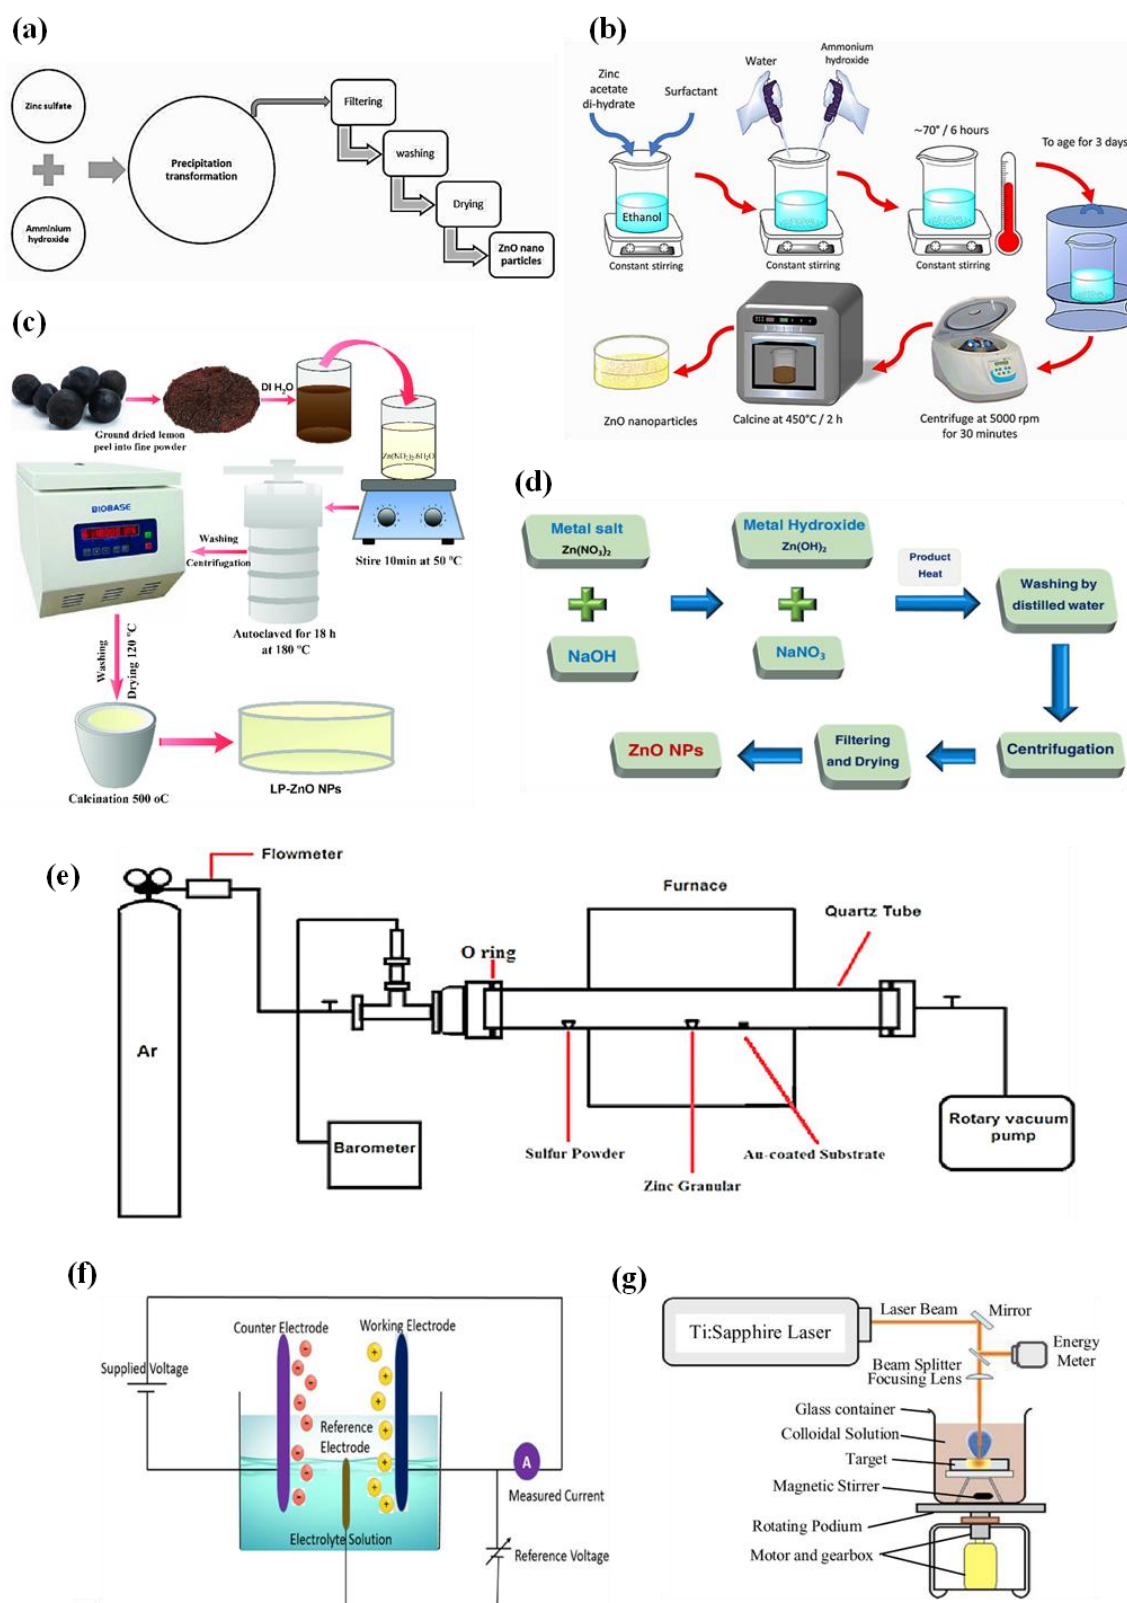 (a)
Zinc sulfate
Amminium
hydroxide
Precipitation
transformation
Filtering
washing
Drying
ZnO nano
particles
(b)
Zinc
acetate
di-hydrate
Surfactant
Water
Ammonium
hydroxide
~70° / 6 hours
To age for 3 days
Ethanol
Constant stirring
Constant stirring
Constant stirring
ZnO nanoparticles
Calcine at 450°C / 2 h
Centrifuge at 5000 rpm
for 30 minutes
(c)
DI H2O
Ground dried lemon
peel into fine powder
Zn(NO3)2.6H2O
Stire 10min at 50 ºC
BIOBASE
Washing
Centrifugation
Autoclaved for 18 h
at 180 ºC
Washing
Drying 120 ºC
Calcination 500 oC
LP-ZnO NPs
(d)
Metal salt
Zn(NO₃)₂
NaOH
Metal Hydroxide
Zn(OH)₂
NaNO₃
Product
Heat
Washing by
distilled water
Centrifugation
Filtering
and Drying
ZnO NPs
(e)
Flowmeter
Furnace
Quartz Tube
O ring
Ar
Barometer
Sulfur Powder
Zinc Granular
Au-coated Substrate
Rotary vacuum
pump
(f)
Counter Electrode
Working Electrode
Supplied Voltage
Reference
Electrode
A
Measured Current
Electrolyte Solution
Reference Voltage
(g)
Ti:Sapphire Laser
Laser Beam
Mirror
Energy
Meter
Beam Splitter
Focusing Lens
Glass container
Colloidal Solution
Target
Magnetic Stirrer
Rotating Podium
Motor and gearbox